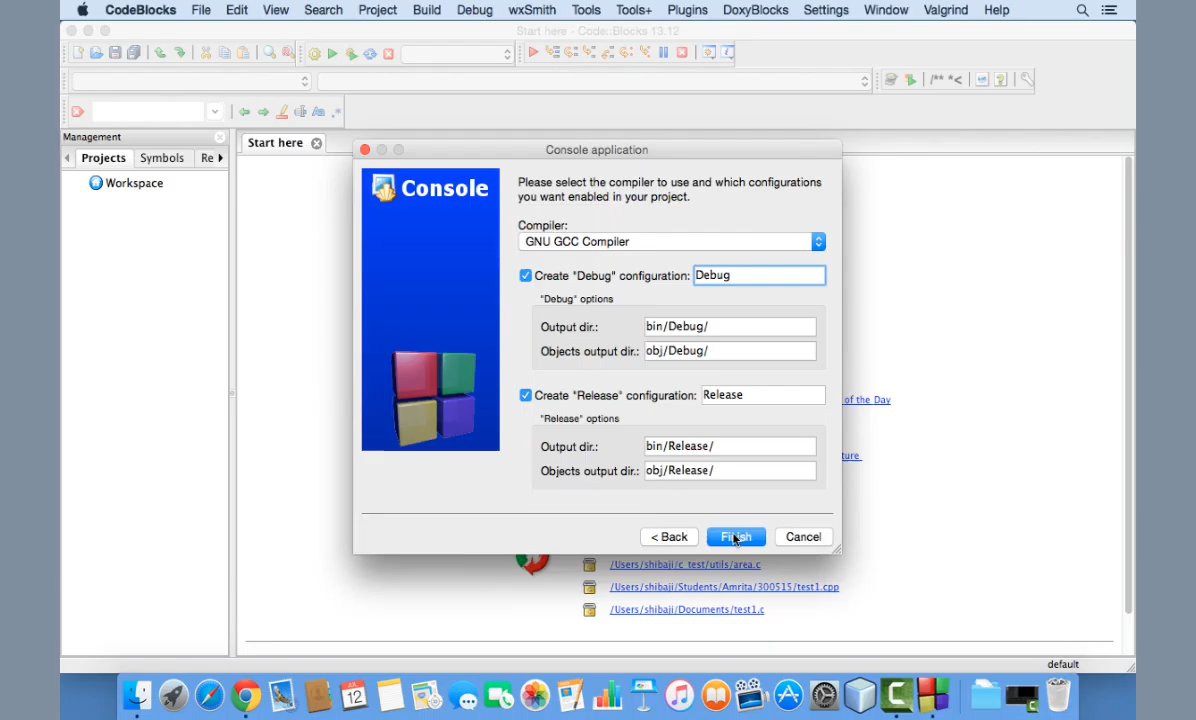 CodeBlocks File Edit View Search Project Build Debug wxSmith Tools Tools+ Plugins DoxyBlocks Settings Window Valgrind Help
Start here - Code::Blocks 13.12
/** *<
Management
Projects Symbols Re
Start here
Workspace
Console application
Console
Please select the compiler to use and which configurations
you want enabled in your project.
Compiler:
GNU GCC Compiler
Create "Debug" configuration: Debug
"Debug" options
Output dir.: bin/Debug/
Objects output dir.: obj/Debug/
Create "Release" configuration: Release
of the Day
"Release" options
Output dir.: bin/Release/
ture
Objects output dir.: obj/Release/
< Back Finish Cancel
/Users/shibaji/c_test/utils/area.c
/Users/shibaji/Students/Amrita/300515/test1.cpp
/Users/shibaji/Documents/test1.c
default
12